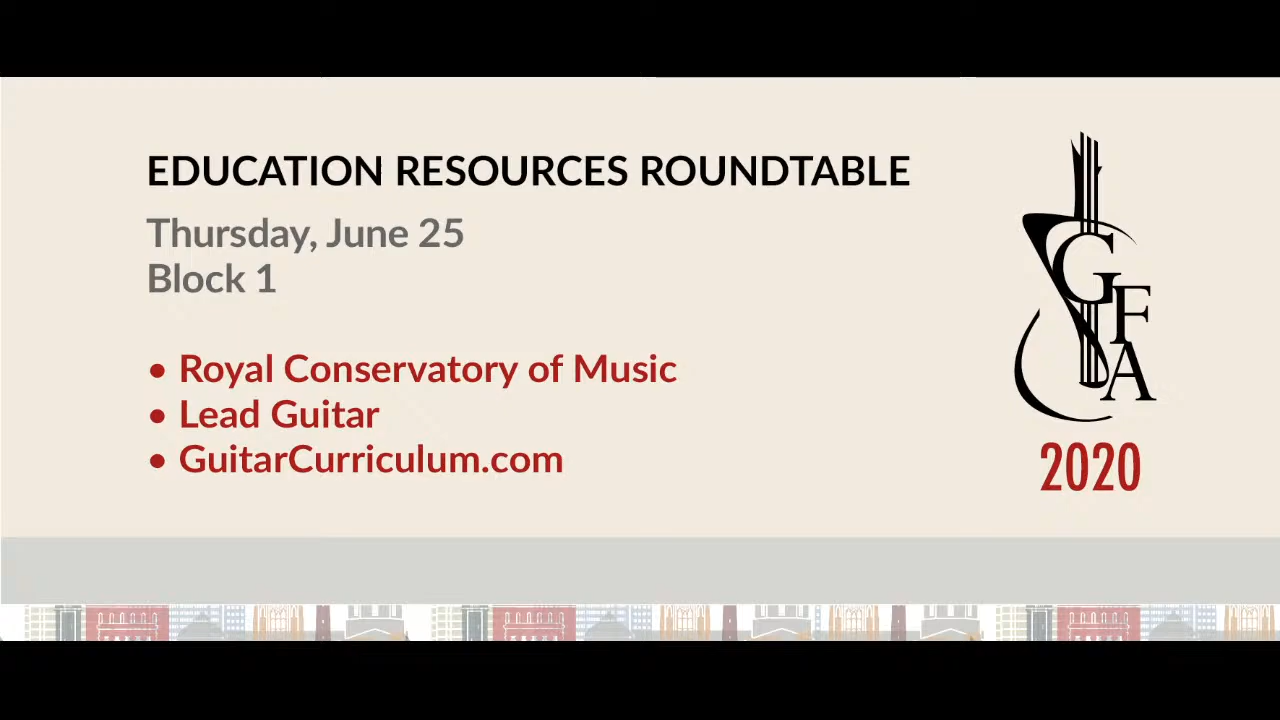 EDUCATION RESOURCES ROUNDTABLE
Thursday, June 25
Block 1
• Royal Conservatory of Music
• Lead Guitar
• GuitarCurriculum.com
GFA
2020